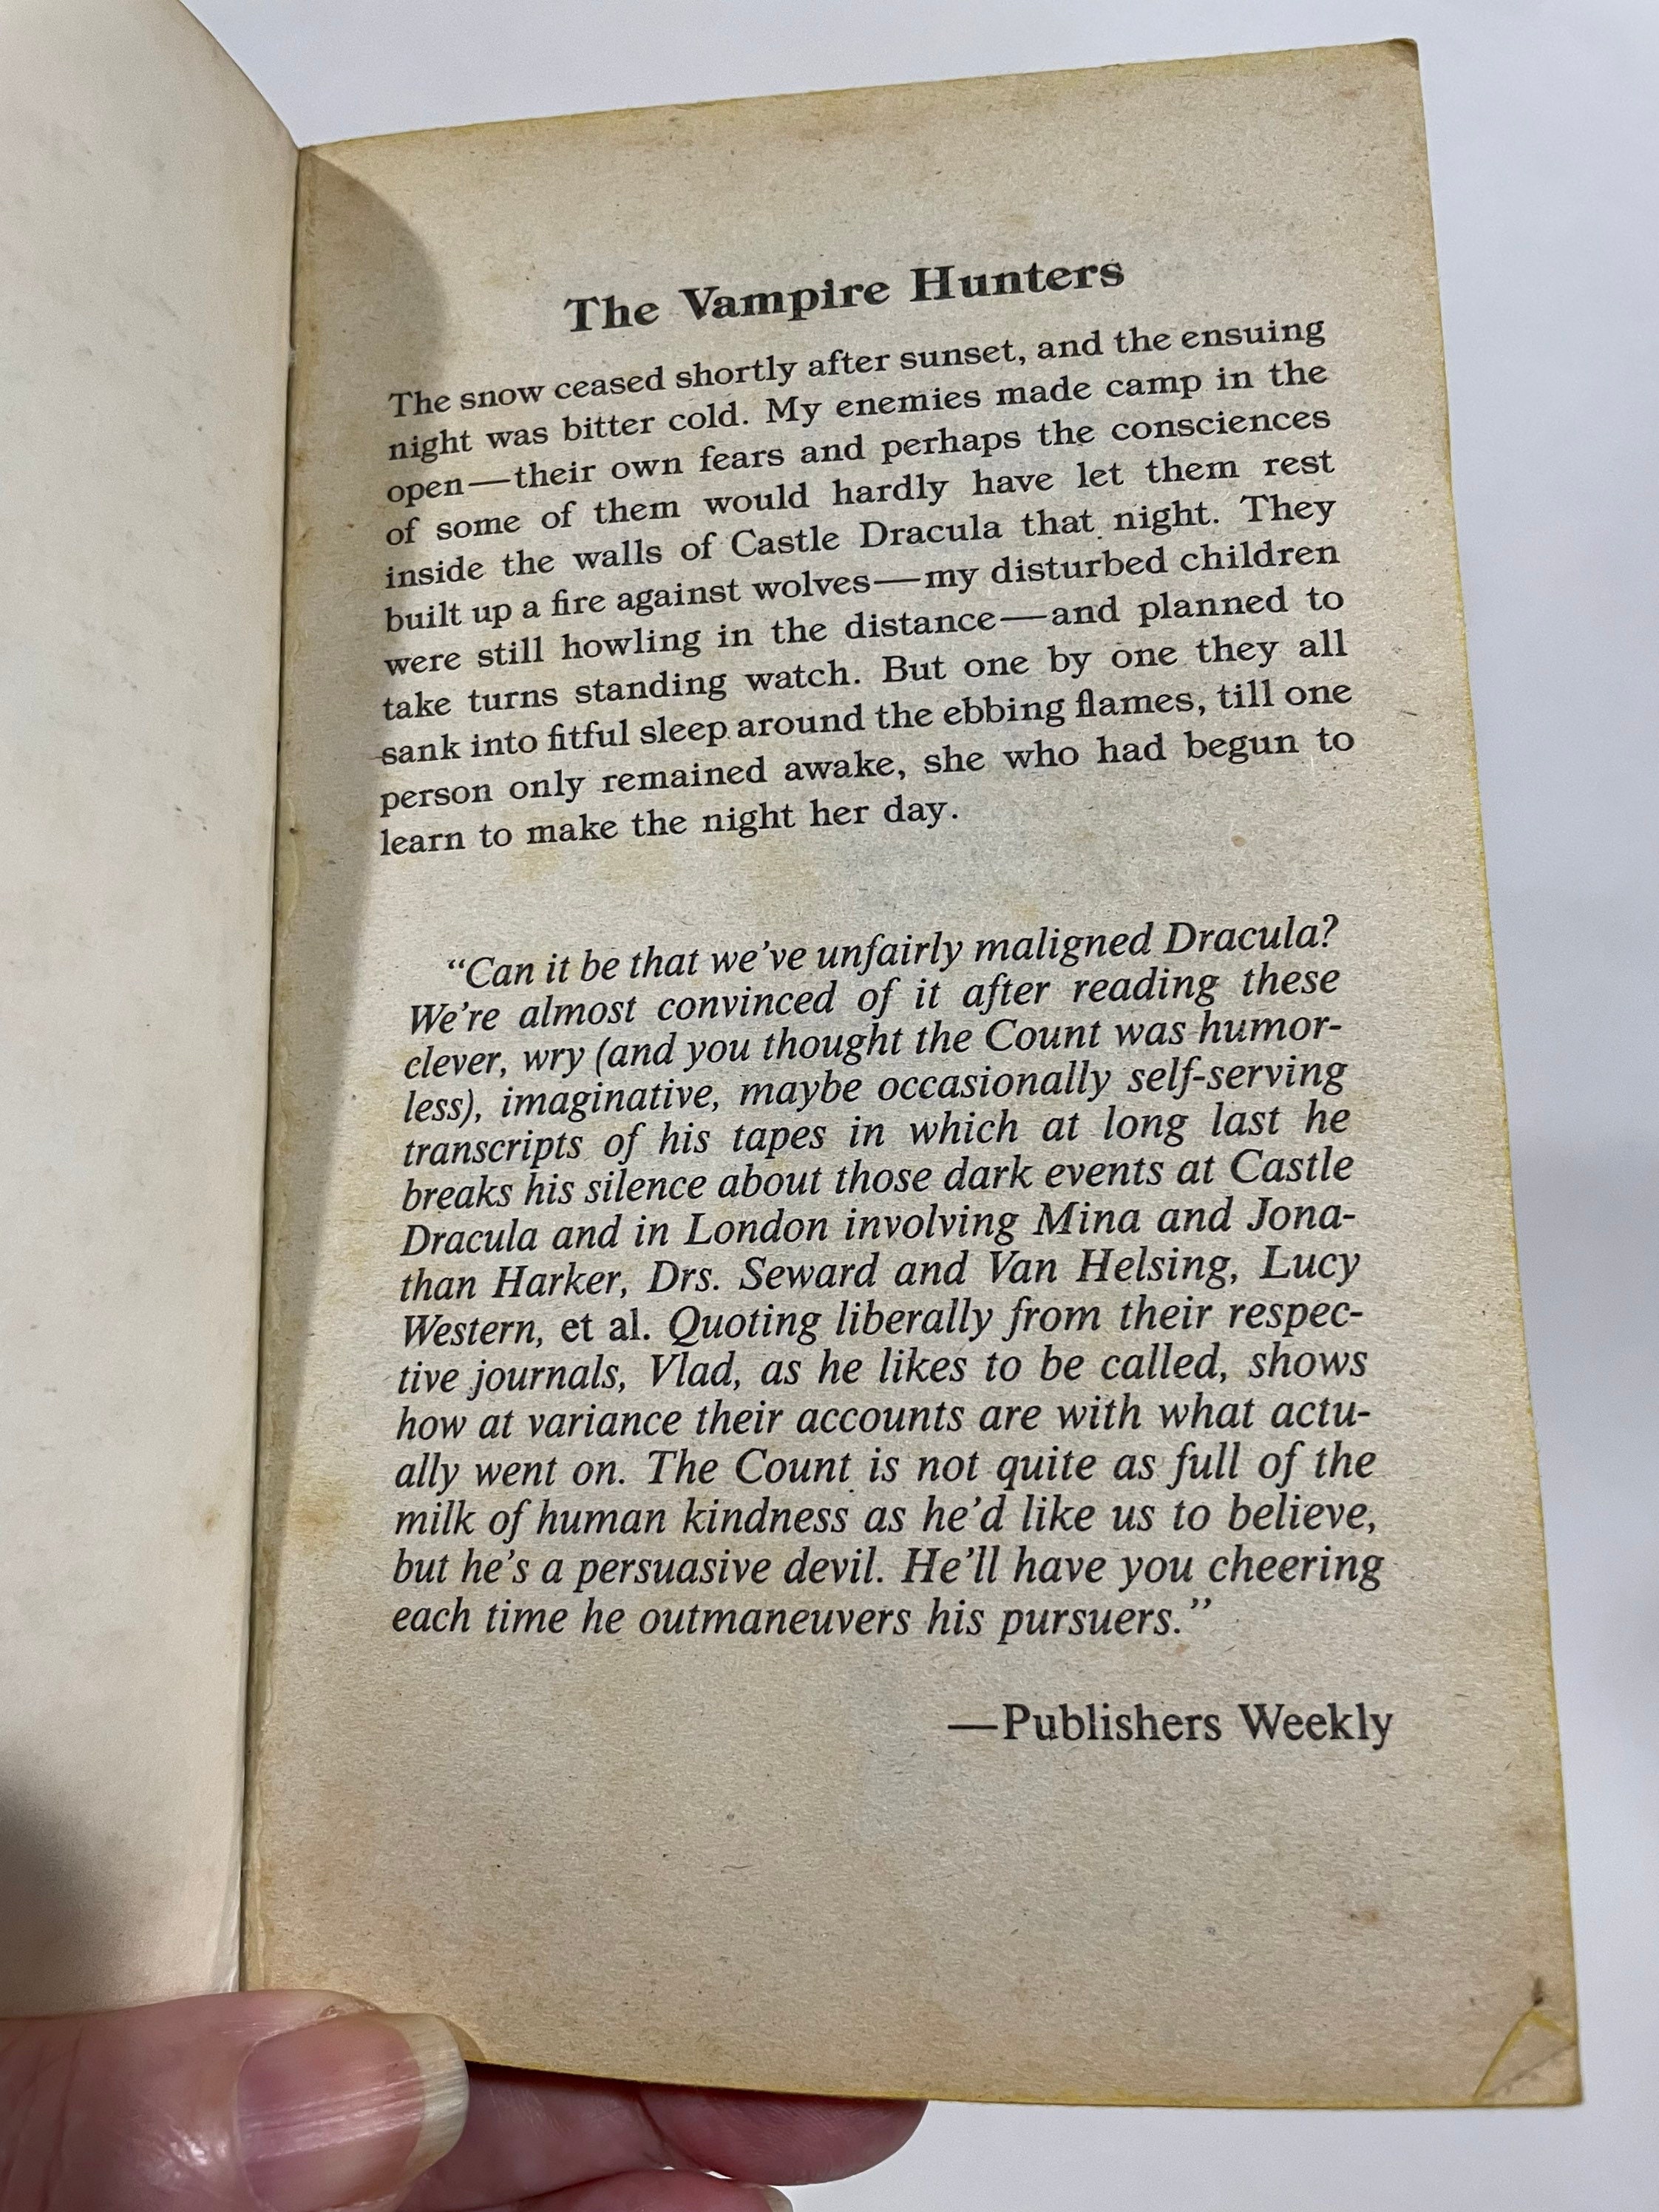 The Vampire Hunters
The snow ceased shortly after sunset, and the ensuing
night was bitter cold. My enemies made camp in the
open—their own fears and perhaps the consciences
of some of them would hardly have let them rest
inside the walls of Castle Dracula that night. They
built up a fire against wolves—my disturbed children
were still howling in the distance—and planned to
take turns standing watch. But one by one they all
sank into fitful sleep around the ebbing flames, till one
person only remained awake, she who had begun to
learn to make the night her day.
“Can it be that we’ve unfairly maligned Dracula?
We’re almost convinced of it after reading these
clever, wry (and you thought the Count was humor-
less), imaginative, maybe occasionally self-serving
transcripts of his tapes in which at long last he
breaks his silence about those dark events at Castle
Dracula and in London involving Mina and Jona-
than Harker, Drs. Seward and Van Helsing, Lucy
Western, et al. Quoting liberally from their respec-
tive journals, Vlad, as he likes to be called, shows
how at variance their accounts are with what actu-
ally went on. The Count is not quite as full of the
milk of human kindness as he’d like us to believe,
but he’s a persuasive devil. He’ll have you cheering
each time he outmaneuvers his pursuers.”
—Publishers Weekly